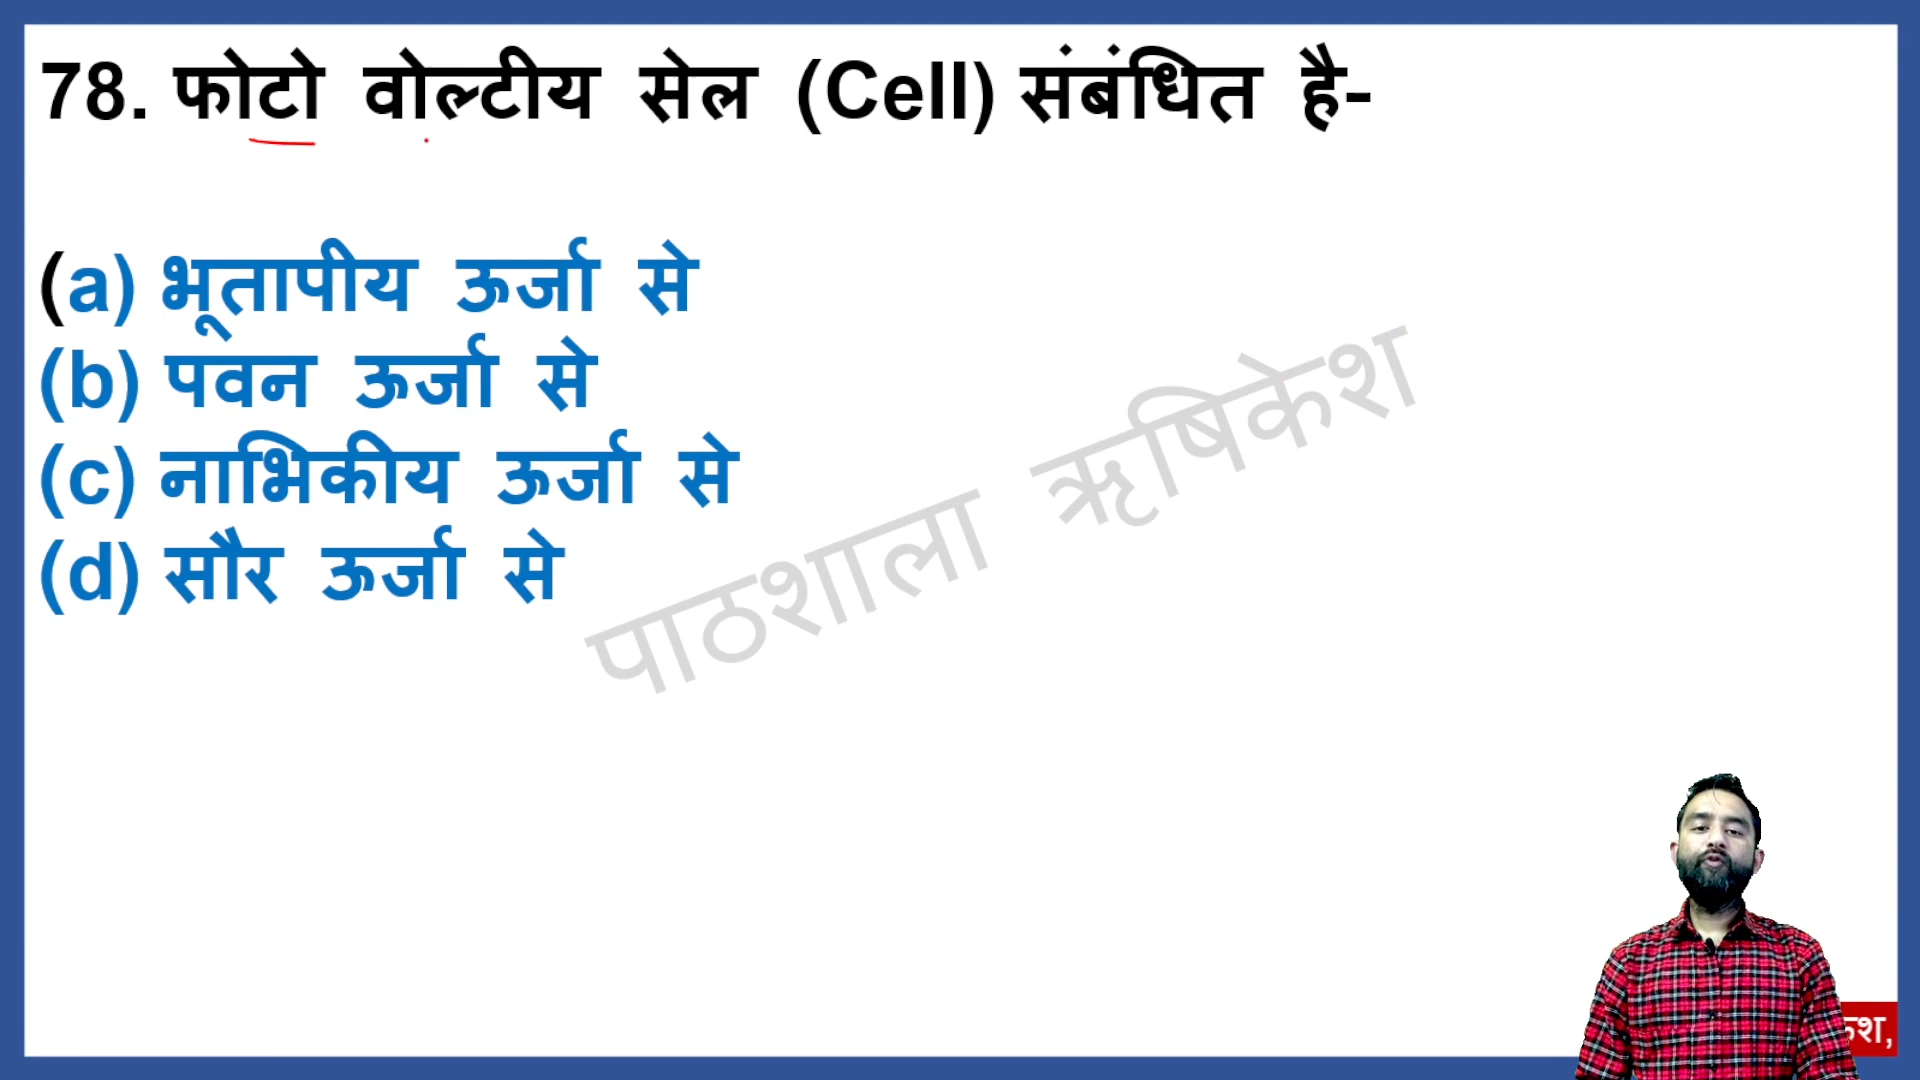 78. फोटो वोल्टीय सेल (Cell) संबंधित है-
(a) भूतापीय ऊर्जा से
(b) पवन ऊर्जा से
(c) नाभिकीय ऊर्जा से
(d) सौर ऊर्जा से
पाठशाला ऋषिकेश